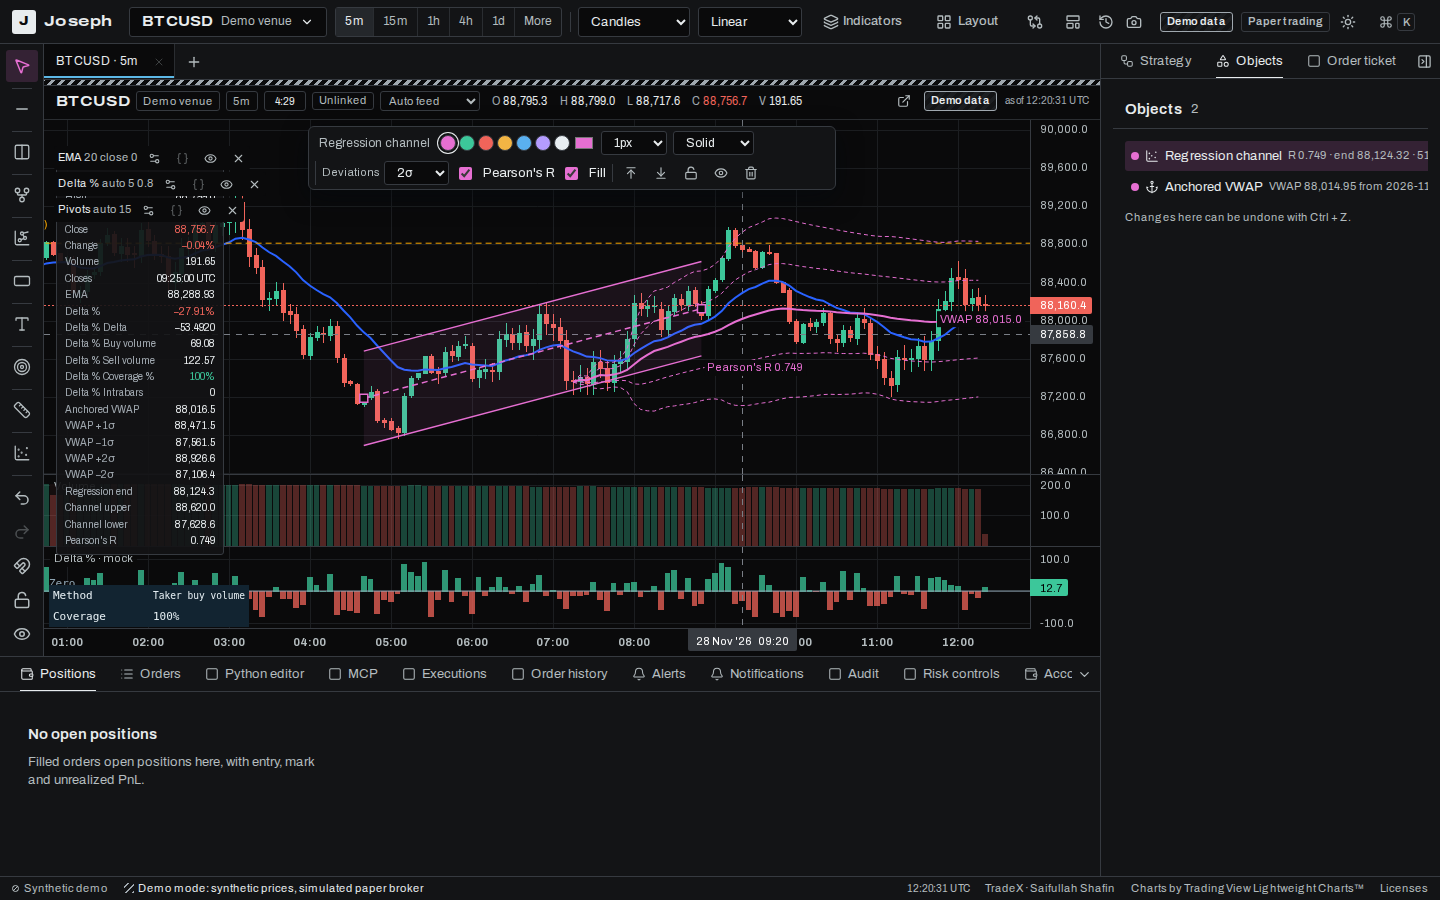 J Joseph BTCUSD Demo venue 5m 15m 1h 4h 1d More Candles Linear Indicators Layout Demo data Paper trading ⌘ K
BTCUSD · 5m
Strategy Objects Order ticket
BTCUSD Demo venue 5m 4:29 Unlinked Auto feed O 88,795.3 H 88,799.0 L 88,717.6 C 88,756.7 V 191.65 Demo data as of 12:20:31 UTC
Objects 2
Regression channel 1px Solid
Deviations 2σ Pearson's R Fill
Regression channel R 0.749 · end 88,124.32 · 51
Anchored VWAP VWAP 88,014.95 from 2026-11
Changes here can be undone with Ctrl + Z.
EMA 20 close 0
Delta % auto 5 0.8
Pivots auto 15
Close 88,756.7
Change −0.04%
Volume 191.65
Closes 09:25:00 UTC
EMA 88,288.93
Delta % −27.91%
Delta % Delta −53.4920
Delta % Buy volume 69.08
Delta % Sell volume 122.57
Delta % Coverage % 100%
Delta % Intrabars 0
Anchored VWAP 88,016.5
VWAP +1σ 88,471.5
VWAP −1σ 87,561.5
VWAP +2σ 88,926.6
VWAP −2σ 87,106.4
Regression end 88,124.3
Channel upper 88,620.0
Channel lower 87,628.6
Pearson's R 0.749
90,000.0
89,600.0
89,200.0
88,800.0
88,400.0
88,160.4
88,000.0
87,858.8
87,600.0
87,200.0
86,800.0
86,400.0
VWAP 88,015.0
Pearson's R 0.749
200.0
100.0
Delta % · mock
Zero
100.0
12.7
-100.0
Method Taker buy volume
Coverage 100%
01:00 02:00 03:00 04:00 05:00 06:00 07:00 08:00 28 Nov '26 09:20 00 11:00 12:00
Positions Orders Python editor MCP Executions Order history Alerts Notifications Audit Risk controls Acco
No open positions
Filled orders open positions here, with entry, mark
and unrealized PnL.
Synthetic demo Demo mode: synthetic prices, simulated paper broker 12:20:31 UTC TradeX · Saifullah Shafin Charts by TradingView Lightweight Charts™ Licenses